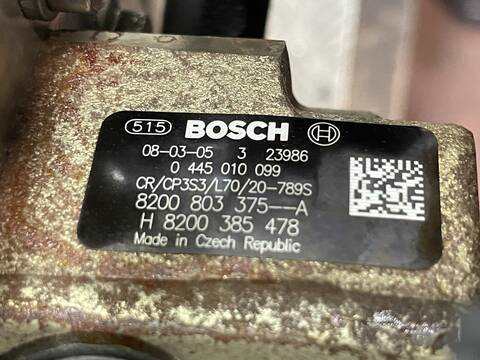 515 BOSCH
08-03-05 3 23986
0 445 010 099
CR/CP3S3/L70/20-789S
8200 803 375--A
H 8200 385 478
Made in Czech Republic